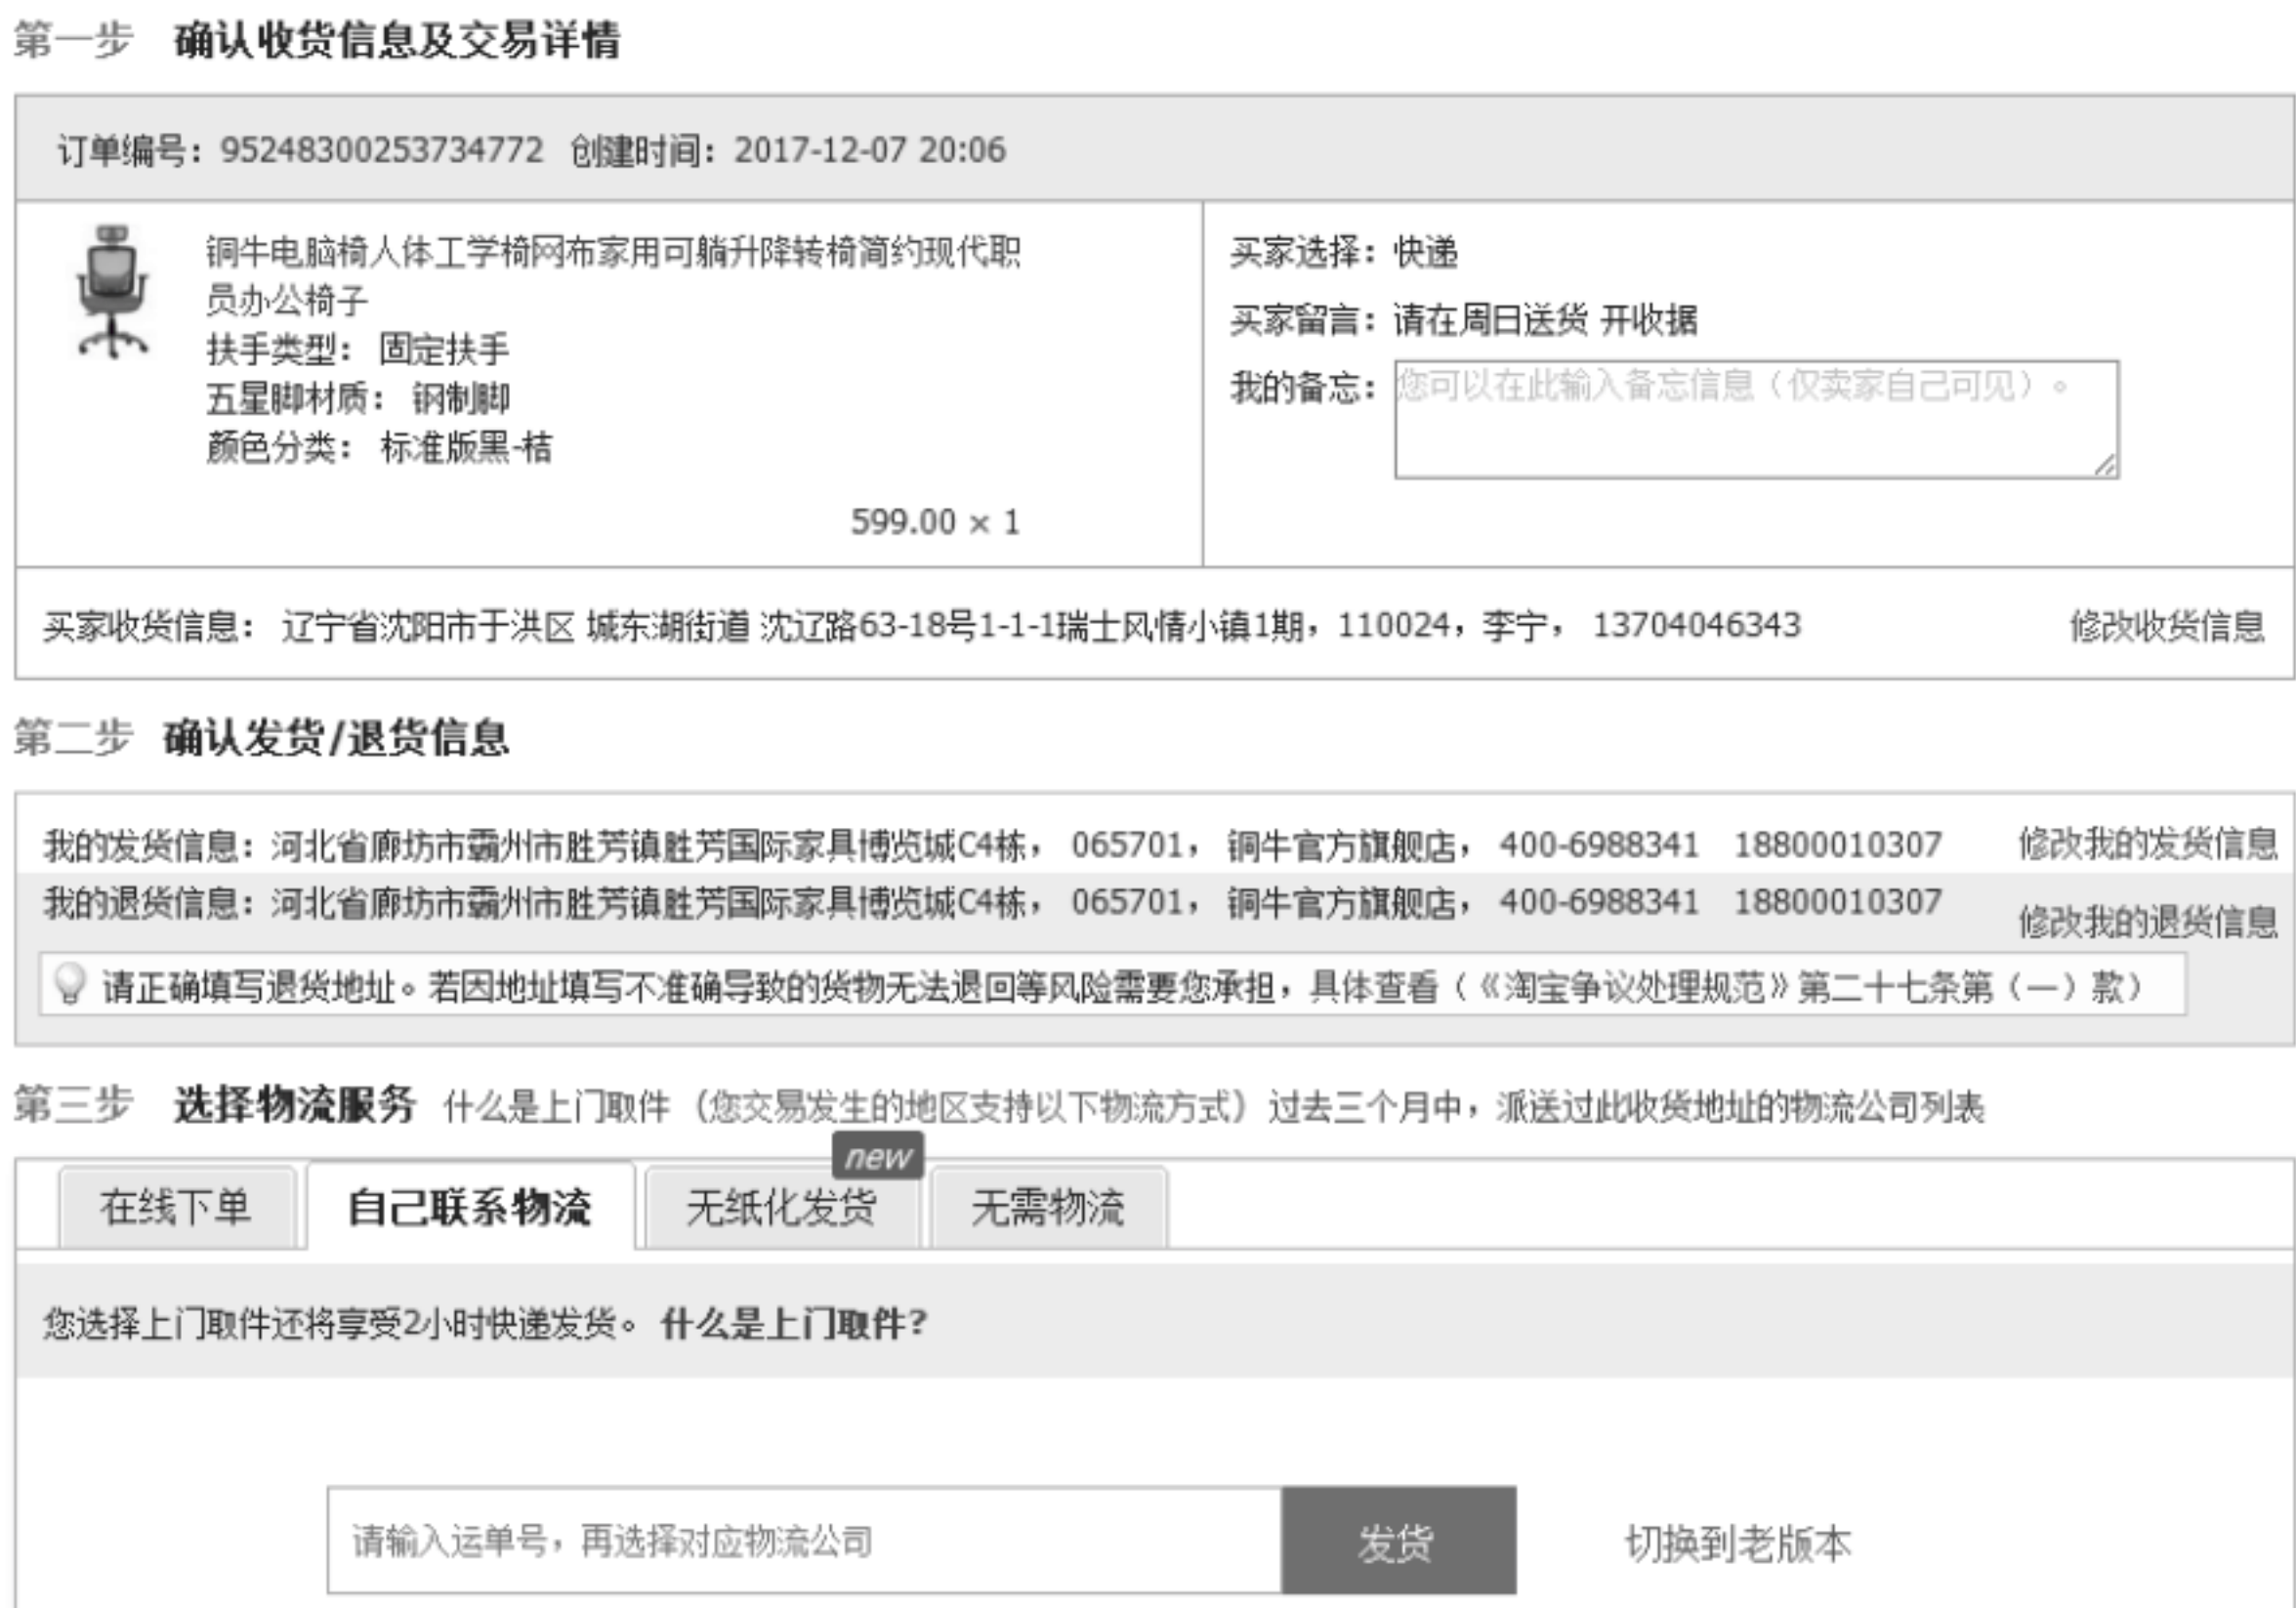 第一步 确认收货信息及交易详情
订单编号：95248300253734772 创建时间：2017-12-07 20:06
铜牛电脑椅人体工学椅网布家用可躺升降转椅简约现代职
员办公椅子
扶手类型： 固定扶手
五星脚材质： 钢制脚
颜色分类： 标准版黑-桔
599.00 × 1
买家选择：快递
买家留言：请在周日送货 开收据
我的备忘：您可以在此输入备忘信息（仅卖家自己可见）。
买家收货信息： 辽宁省沈阳市于洪区 城东湖街道 沈辽路63-18号1-1-1瑞士风情小镇1期，110024，李宁， 13704046343 修改收货信息
第二步 确认发货/退货信息
我的发货信息：河北省廊坊市霸州市胜芳镇胜芳国际家具博览城C4栋， 065701， 铜牛官方旗舰店， 400-6988341 18800010307 修改我的发货信息
我的退货信息：河北省廊坊市霸州市胜芳镇胜芳国际家具博览城C4栋， 065701， 铜牛官方旗舰店， 400-6988341 18800010307 修改我的退货信息
请正确填写退货地址。若因地址填写不准确导致的货物无法退回等风险需要您承担，具体查看（《淘宝争议处理规范》第二十七条第（一）款）
第三步 选择物流服务 什么是上门取件 （您交易发生的地区支持以下物流方式）过去三个月中，派送过此收货地址的物流公司列表
new
在线下单 自己联系物流 无纸化发货 无需物流
您选择上门取件还将享受2小时快递发货。 什么是上门取件?
请输入运单号，再选择对应物流公司 发货 切换到老版本